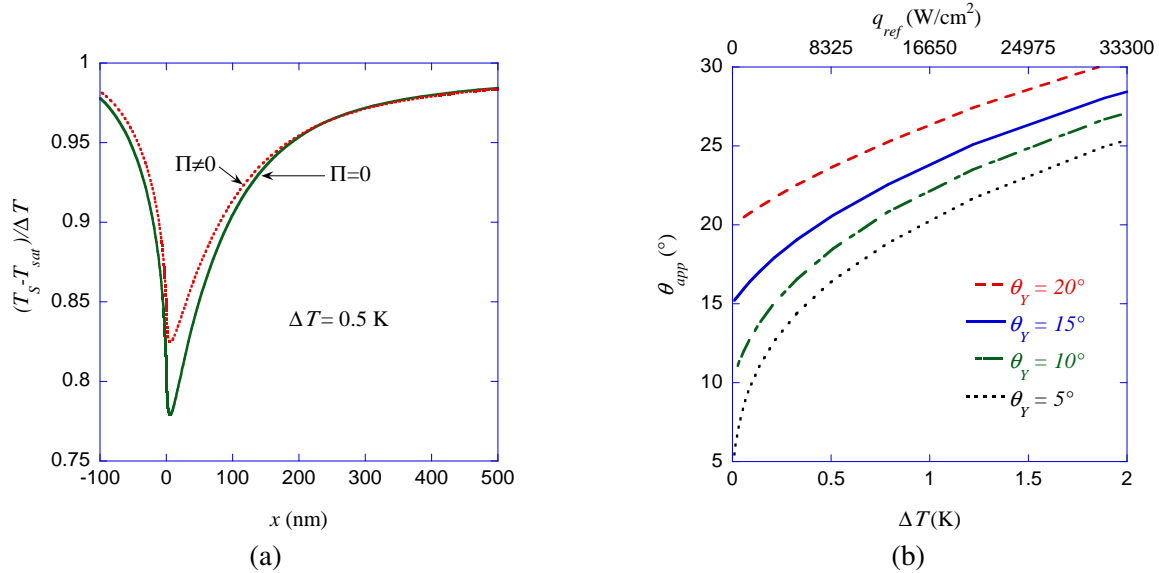 1
0.95
0.9
0.85
0.8
0.75
(T_S-T_sat)/ΔT
Π≠0
Π=0
ΔT = 0.5 K
-100 0 100 200 300 400 500
x (nm)
(a)
q_ref (W/cm²)
0 8325 16650 24975 33300
30
25
20
15
10
5
θ_app (°)
θ_Y = 20°
θ_Y = 15°
θ_Y = 10°
θ_Y = 5°
0 0.5 1 1.5 2
ΔT(K)
(b)